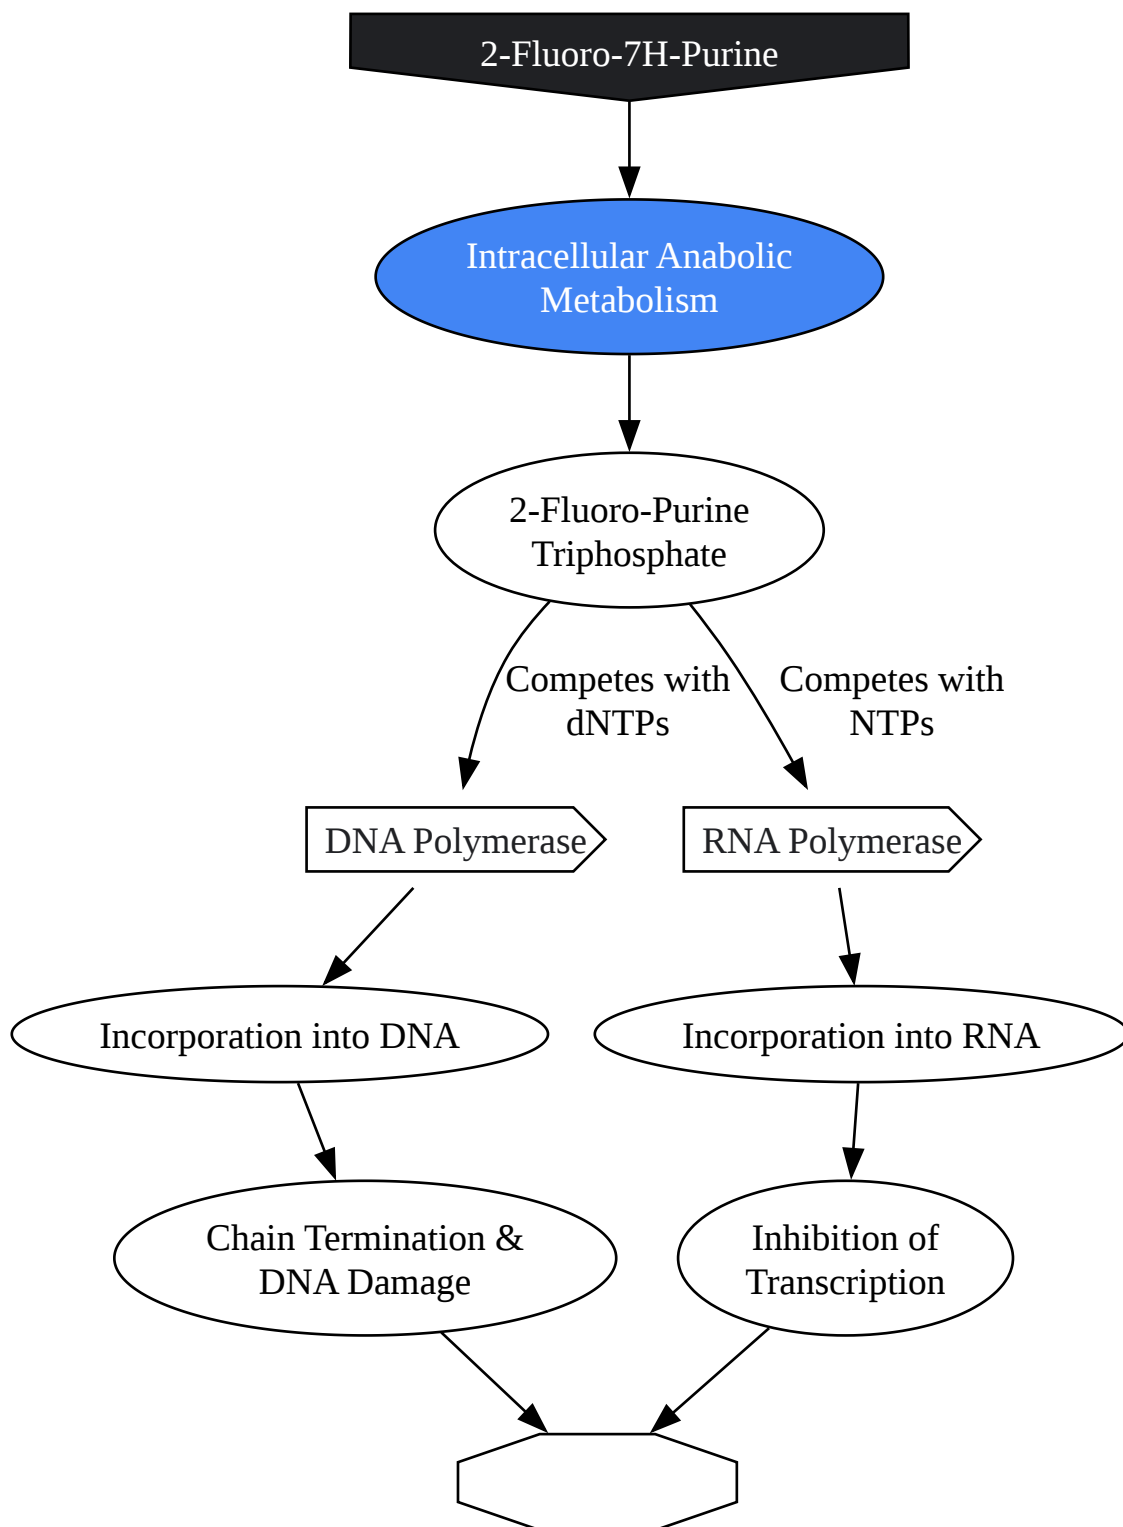 2-Fluoro-7H-Purine
Intracellular Anabolic
Metabolism
2-Fluoro-Purine
Triphosphate
Competes with
dNTPs
Competes with
NTPs
DNA Polymerase
RNA Polymerase
Incorporation into DNA
Incorporation into RNA
Chain Termination &
DNA Damage
Inhibition of
Transcription